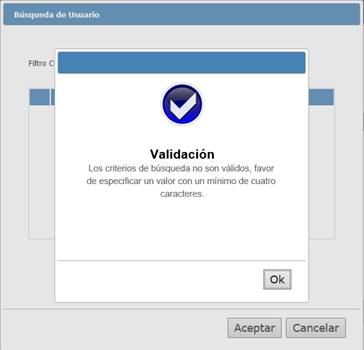 Búsqueda de Usuario
Filtro
Validación
Los criterios de búsqueda no son válidos, favor
de especificar un valor con un mínimo de cuatro
caracteres.
Ok
Aceptar
Cancelar